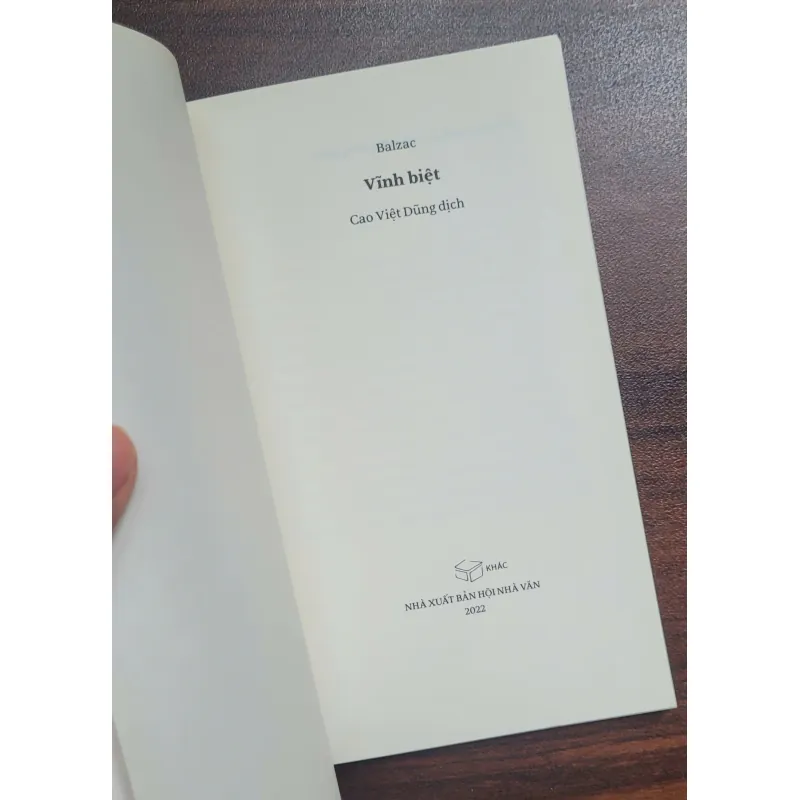 Balzac
Vĩnh biệt
Cao Việt Dũng dịch
KHÁC
NHÀ XUẤT BẢN HỘI NHÀ VĂN
2022